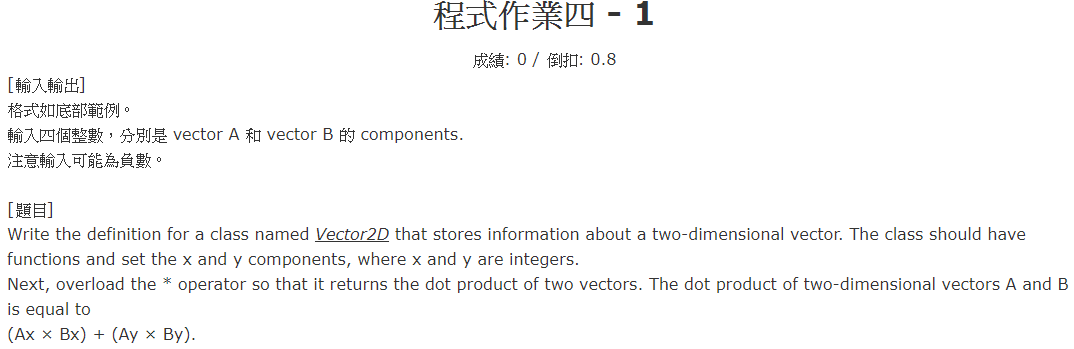 程式作業四 - 1
成績: 0 / 倒扣: 0.8
[輸入輸出]
格式如底部範例。
輸入四個整數，分別是 vector A 和 vector B 的 components.
注意輸入可能為負數。
[題目]
Write the definition for a class named Vector2D that stores information about a two-dimensional vector. The class should have
functions and set the x and y components, where x and y are integers.
Next, overload the * operator so that it returns the dot product of two vectors. The dot product of two-dimensional vectors A and B
is equal to
(Ax × Bx) + (Ay × By).